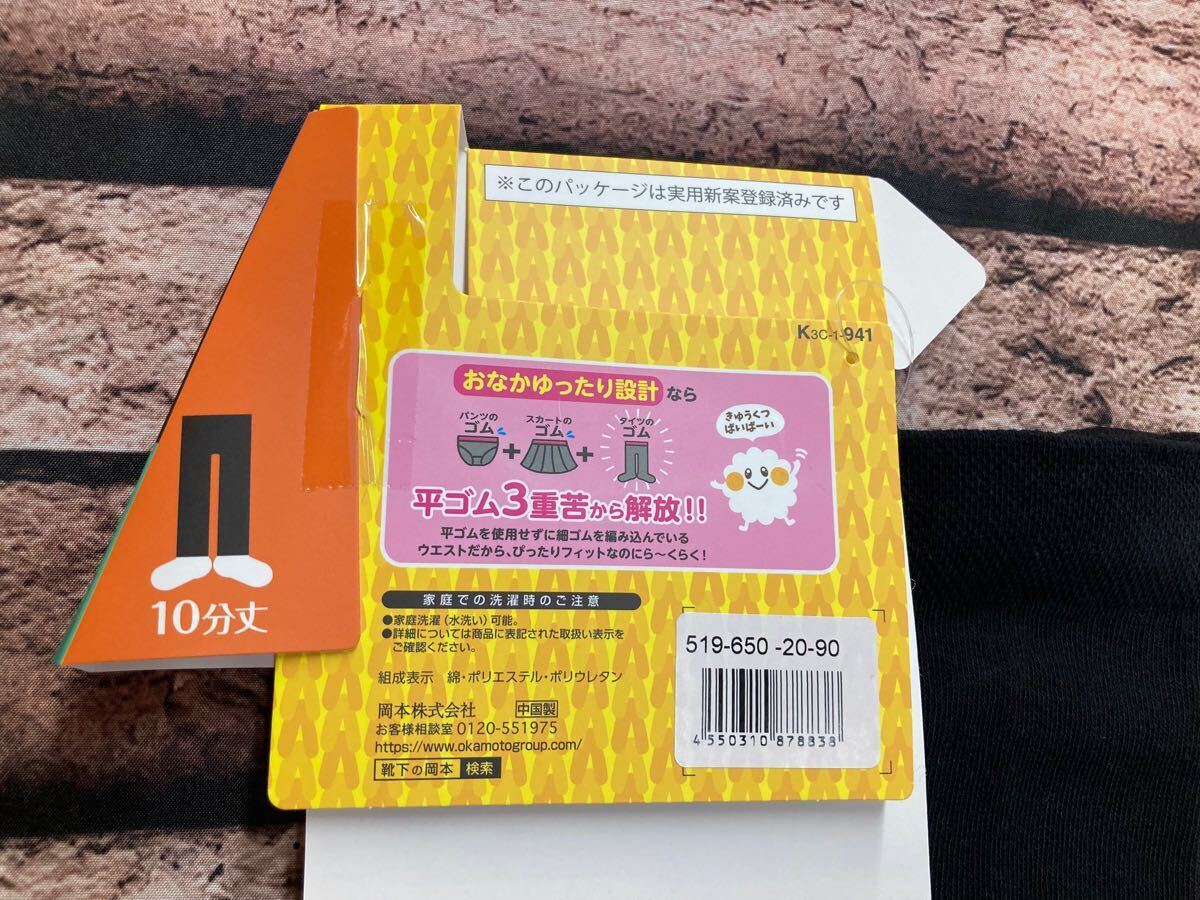 ※このパッケージは実用新案登録済みです
K3C-1-941
おなかゆったり設計なら
パンツの
ゴム
+
スカートの
ゴム
+
タイツの
ゴム
きゅうくつ
ばいばーい
平ゴム3重苦から解放!!
平ゴムを使用せずに細ゴムを編み込んでいる
ウエストだから、ぴったりフィットなのにら〜くらく!
10分丈
家庭での洗濯時のご注意
●家庭洗濯(水洗い)可能。
●詳細については商品に表記された取扱い表示を
ご確認ください。
組成表示 綿・ポリエステル・ポリウレタン
岡本株式会社 中国製
お客様相談室 0120-551975
https://www.okamotogroup.com/
靴下の岡本 検索
519-650 -20-90
4 550310 878838